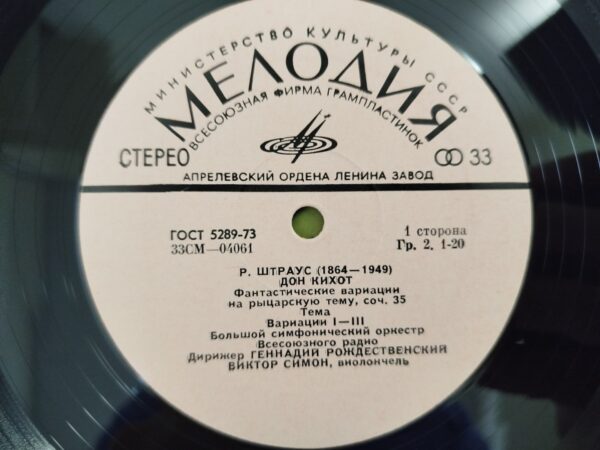 МИНИСТЕРСТВО КУЛЬТУРЫ СССР
МЕЛОДИЯ
ВСЕСОЮЗНАЯ ФИРМА ГРАМПЛАСТИНОК
СТЕРЕО
33
АПРЕЛЕВСКИЙ ОРДЕНА ЛЕНИНА ЗАВОД
ГОСТ 5289-73
33СМ—04061
1 сторона
Гр. 2. 1-20
Р. ШТРАУС (1864—1949)
ДОН КИХОТ
Фантастические вариации
на рыцарскую тему, соч. 35
Тема
Вариации I—III
Большой симфонический оркестр
Всесоюзного радио
Дирижер ГЕННАДИЙ РОЖДЕСТВЕНСКИЙ
ВИКТОР СИМОН, виолончель